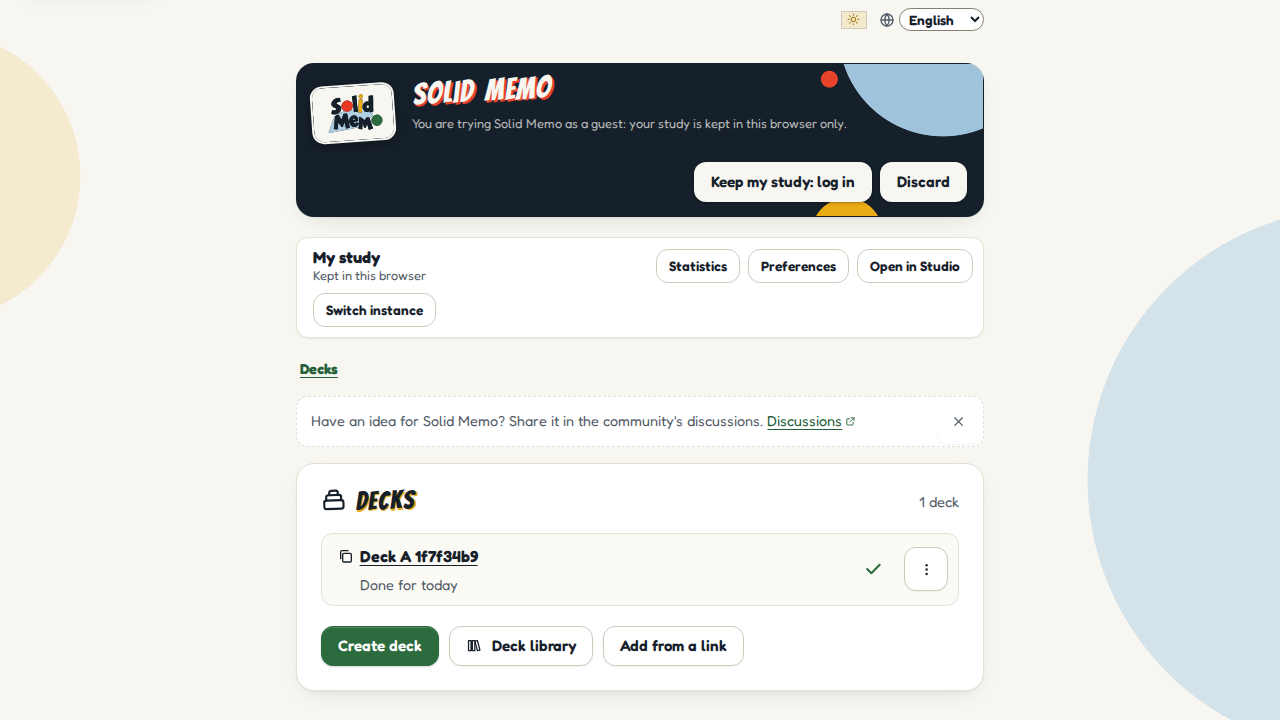 English
Solid Memo
SOLID MEMO
You are trying Solid Memo as a guest: your study is kept in this browser only.
Keep my study: log in
Discard
My study
Kept in this browser
Statistics
Preferences
Open in Studio
Switch instance
Decks
Have an idea for Solid Memo? Share it in the community's discussions. Discussions
DECKS
1 deck
Deck A 1f7f34b9
Done for today
Create deck
Deck library
Add from a link